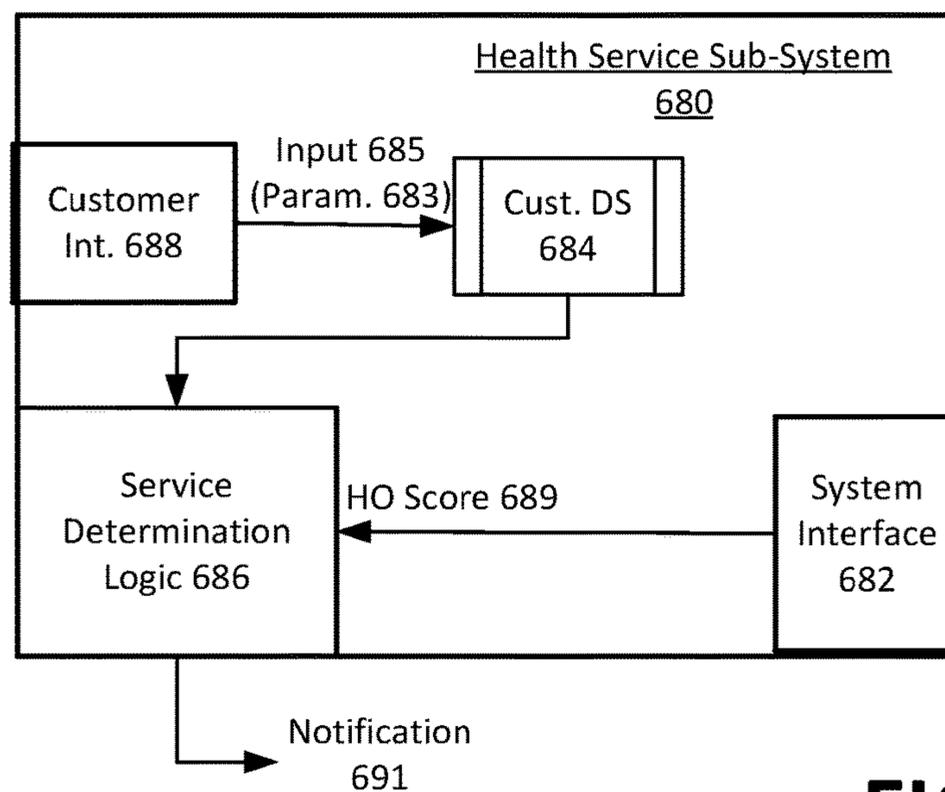 Health Service Sub-System
680
Input 685
(Param. 683)
Customer
Int. 688
Cust. DS
684
Service
Determination
Logic 686
HO Score 689
System
Interface
682
Notification
691